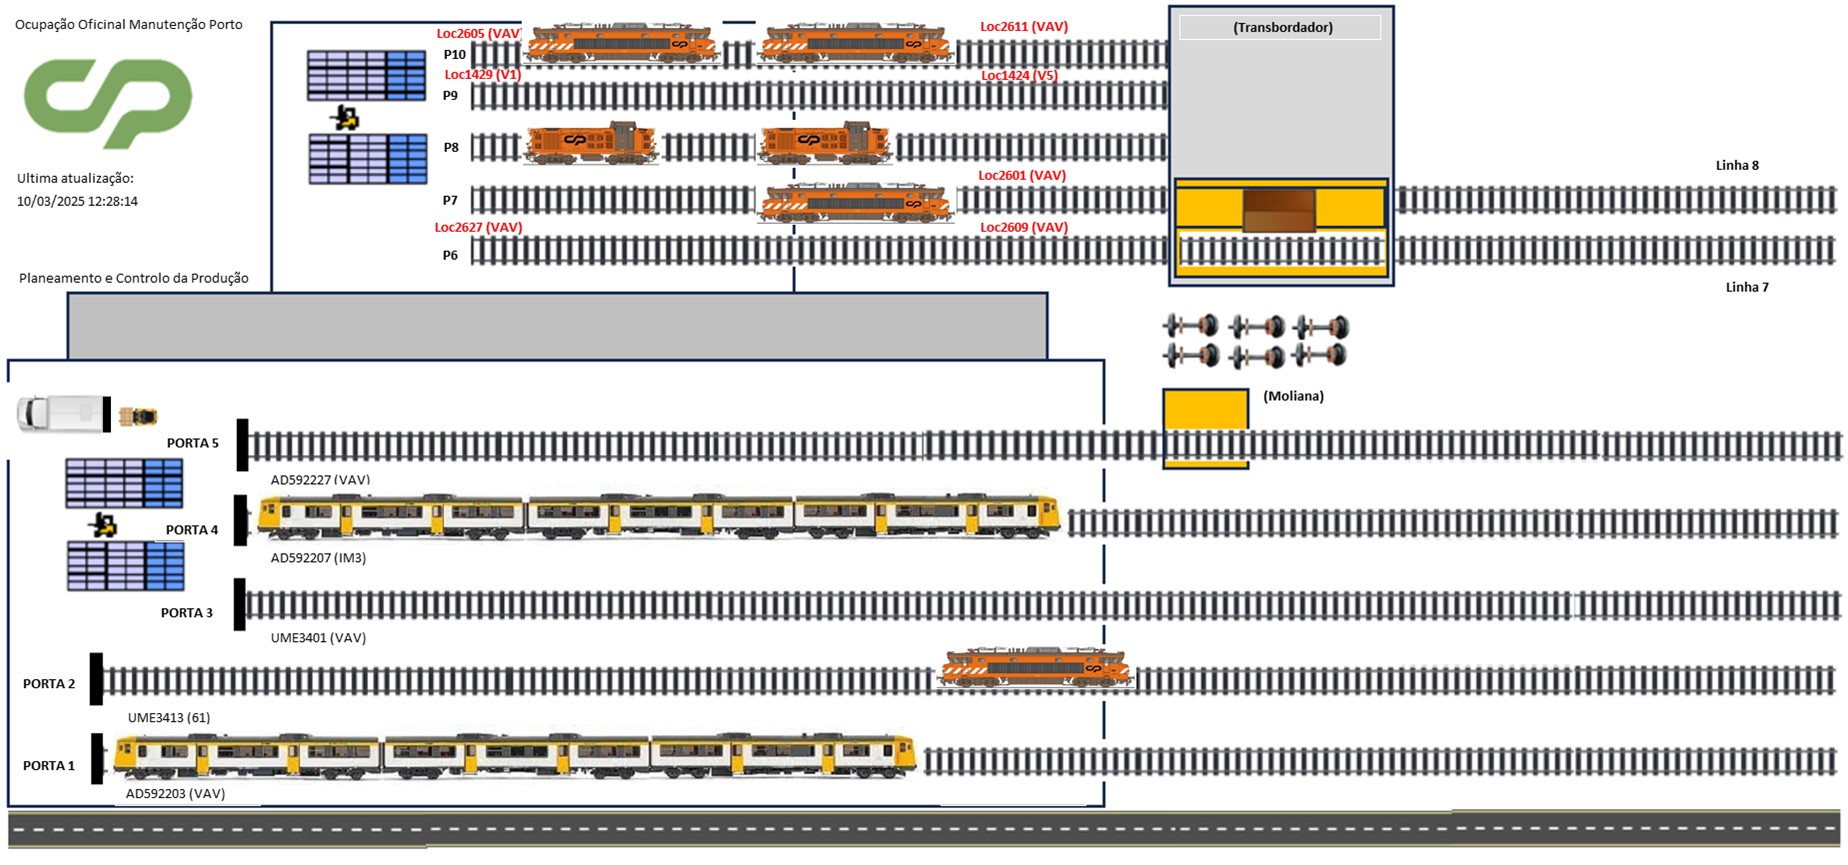 Ocupação Oficinal Manutenção Porto
CP
Ultima atualização:
10/03/2025 12:28:14
Planeamento e Controlo da Produção
Loc2605 (VAV)
Loc2611 (VAV)
P10
Loc1429 (V1)
Loc1424 (V5)
P9
P8
Loc2601 (VAV)
P7
Loc2627 (VAV)
Loc2609 (VAV)
P6
(Transbordador)
Linha 8
Linha 7
(Moliana)
PORTA 5
AD592227 (VAV)
PORTA 4
AD592207 (IM3)
PORTA 3
UME3401 (VAV)
PORTA 2
UME3413 (61)
PORTA 1
AD592203 (VAV)